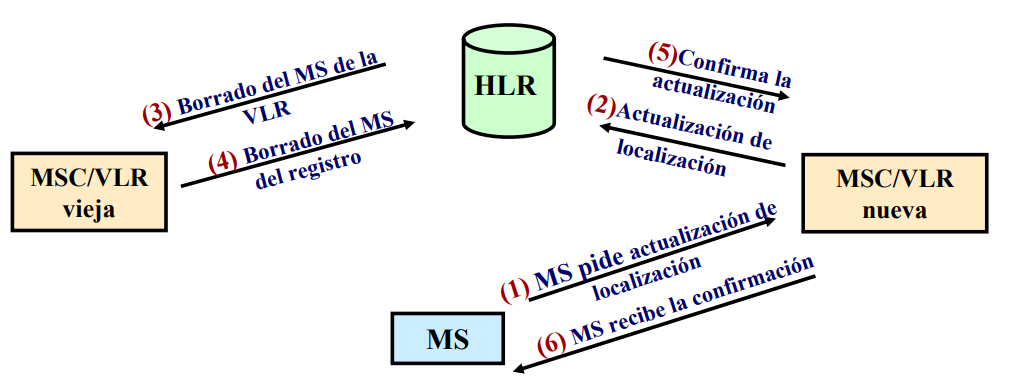 HLR
(3) Borrado del MS de la
VLR
(4) Borrado del MS
del registro
(5)Confirma la
actualización
(2)Actualización de
localización
MSC/VLR
vieja
MSC/VLR
nueva
(1) MS pide actualización de
localización
(6) MS recibe la confirmación
MS